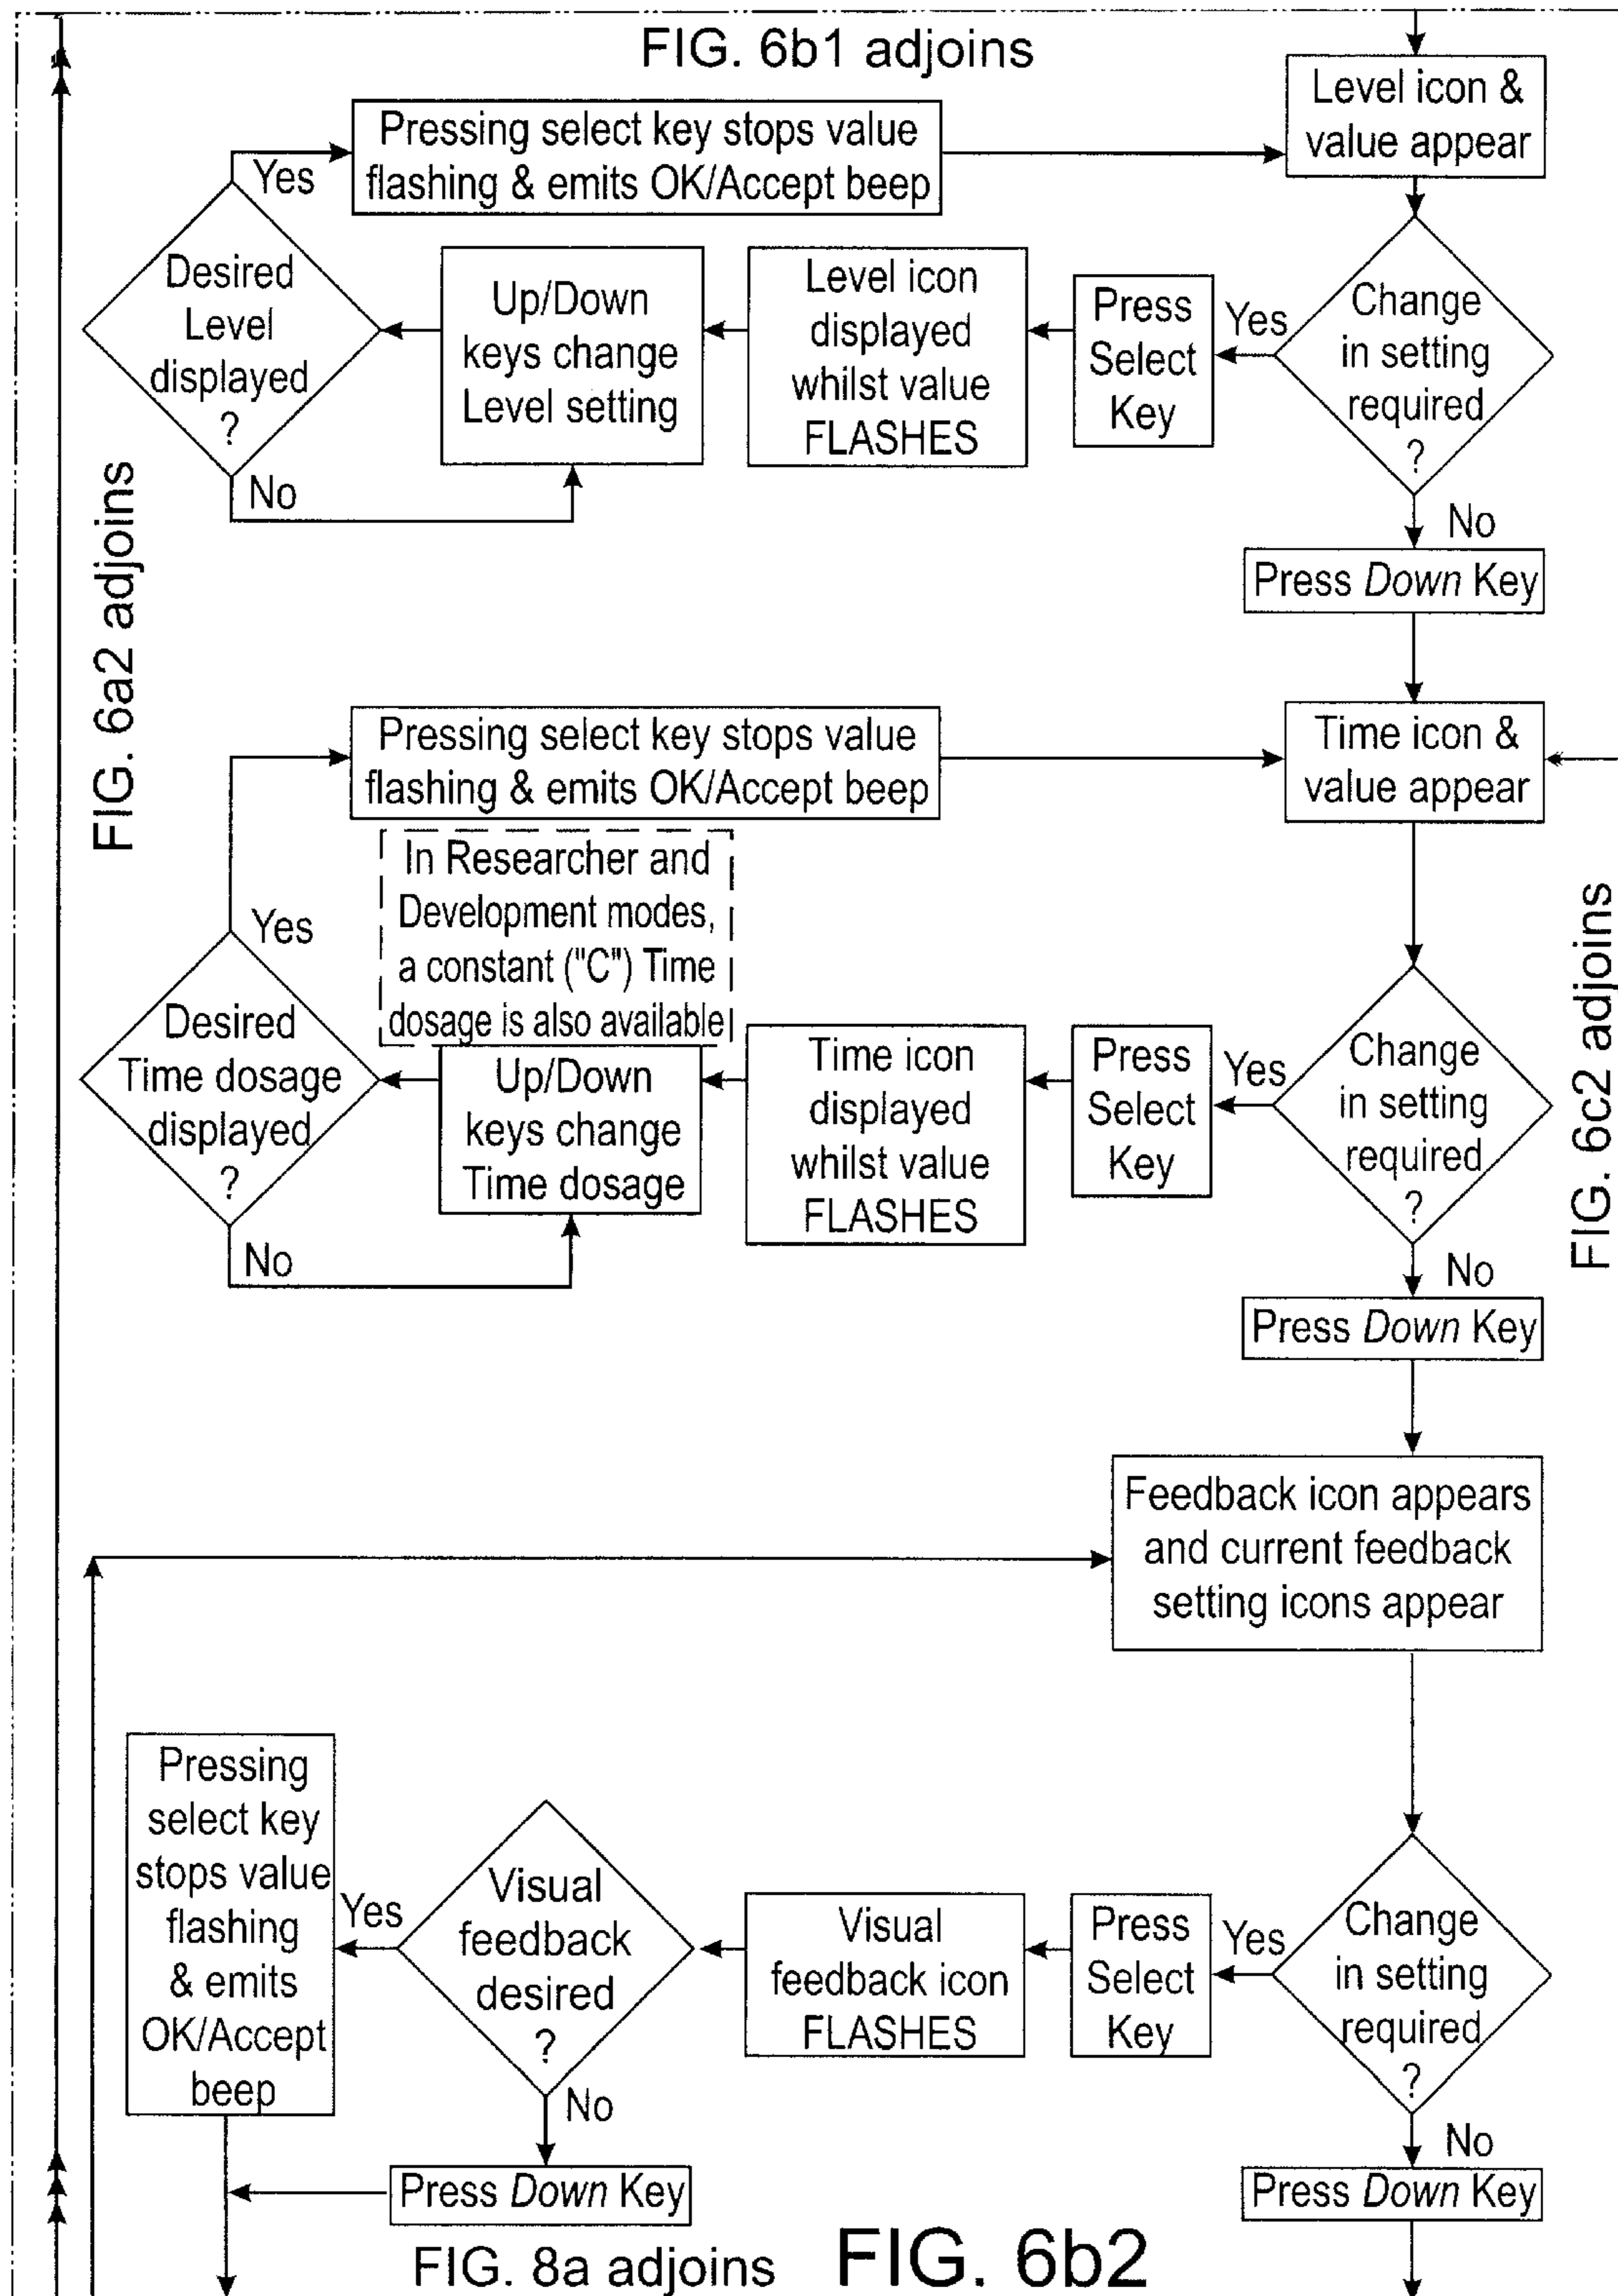 FIG. 6b1 adjoins
Level icon &
value appear
Pressing select key stops value
flashing & emits OK/Accept beep
Yes
Desired
Level
displayed
?
No
Up/Down
keys change
Level setting
Level icon
displayed
whilst value
FLASHES
Press
Select
Key
Yes
Change
in setting
required
?
No
Press Down Key
FIG. 6a2 adjoins
Pressing select key stops value
flashing & emits OK/Accept beep
Time icon &
value appear
In Researcher and
Development modes,
a constant ("C") Time
dosage is also available
Yes
Desired
Time dosage
displayed
?
No
Up/Down
keys change
Time dosage
Time icon
displayed
whilst value
FLASHES
Press
Select
Key
Yes
Change
in setting
required
?
No
Press Down Key
FIG. 6c2 adjoins
Feedback icon appears
and current feedback
setting icons appear
Pressing
select key
stops value
flashing
& emits
OK/Accept
beep
Yes
Visual
feedback
desired
?
No
Press Down Key
Visual
feedback icon
FLASHES
Press
Select
Key
Yes
Change
in setting
required
?
No
Press Down Key
FIG. 8a adjoins
FIG. 6b2